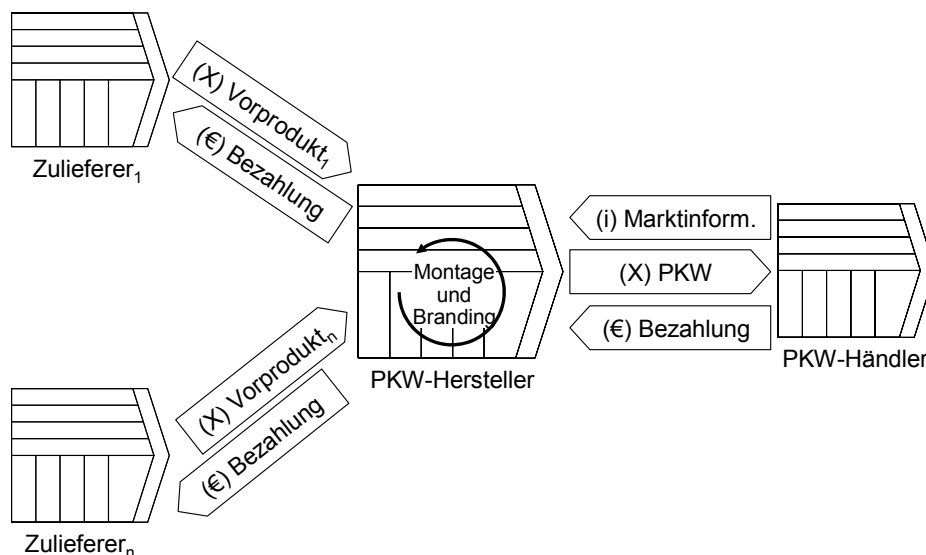 (X) Vorprodukt₁
(€) Bezahlung
Zulieferer₁
(i) Marktinform.
Montage
und
Branding
(X) PKW
(€) Bezahlung
PKW-Hersteller
PKW-Händler
(X) Vorproduktₙ
(€) Bezahlung
Zuliefererₙ